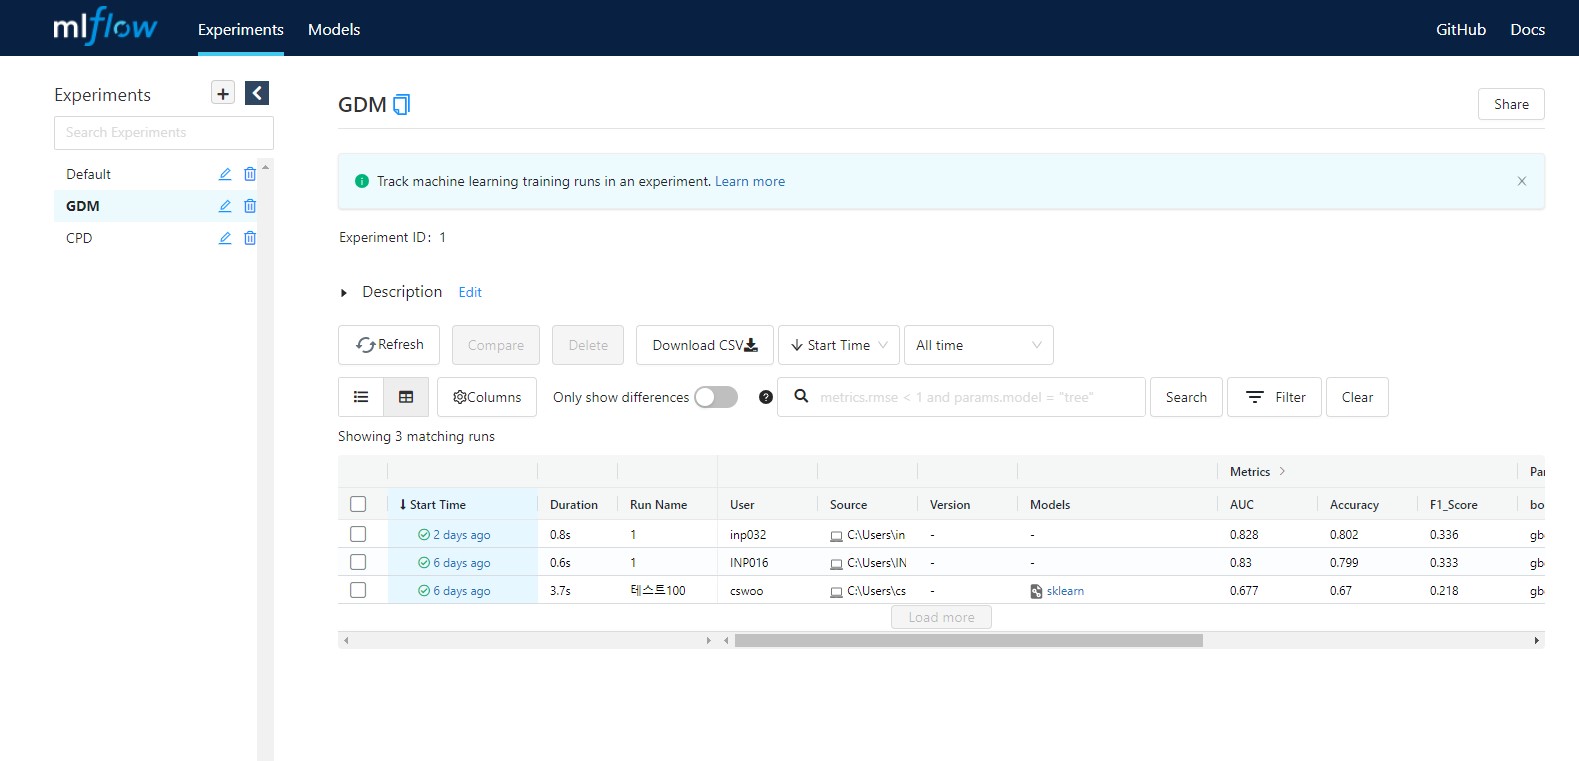 mlflow Experiments Models GitHub Docs
Experiments
Search Experiments
Default
GDM
CPD
GDM Share
Track machine learning training runs in an experiment. Learn more
Experiment ID: 1
Description Edit
Refresh Compare Delete Download CSV Start Time All time
Columns Only show differences metrics.rmse < 1 and params.model = "tree" Search Filter Clear
Showing 3 matching runs
Metrics
Start Time Duration Run Name User Source Version Models AUC Accuracy F1_Score bo
2 days ago 0.8s 1 inp032 C:\Users\in - - 0.828 0.802 0.336 gb
6 days ago 0.6s 1 INP016 C:\Users\IN - - 0.83 0.799 0.333 gb
6 days ago 3.7s 테스트100 cswoo C:\Users\cs - sklearn 0.677 0.67 0.218 gb
Load more